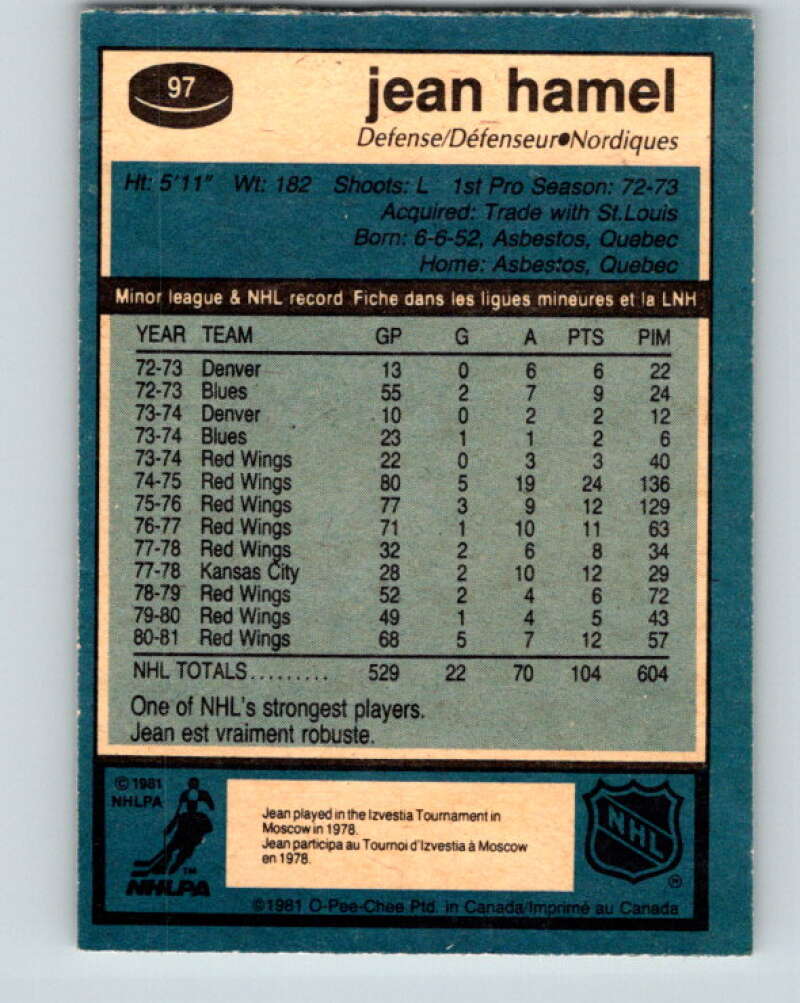 97
jean hamel
Defense/Défenseur●Nordiques
Ht: 5'11" Wt: 182 Shoots: L 1st Pro Season: 72-73
Acquired: Trade with St.Louis
Born: 6-6-52, Asbestos, Quebec
Home: Asbestos, Quebec
Minor league & NHL record Fiche dans les ligues mineures et la LNH
YEAR TEAM GP G A PTS PIM
72-73 Denver 13 0 6 6 22
72-73 Blues 55 2 7 9 24
73-74 Denver 10 0 2 2 12
73-74 Blues 23 1 1 2 6
73-74 Red Wings 22 0 3 3 40
74-75 Red Wings 80 5 19 24 136
75-76 Red Wings 77 3 9 12 129
76-77 Red Wings 71 1 10 11 63
77-78 Red Wings 32 2 6 8 34
77-78 Kansas City 28 2 10 12 29
78-79 Red Wings 52 2 4 6 72
79-80 Red Wings 49 1 4 5 43
80-81 Red Wings 68 5 7 12 57
NHL TOTALS......... 529 22 70 104 604
One of NHL's strongest players.
Jean est vraiment robuste.
© 1981
NHLPA
TM
NHLPA
Jean played in the Izvestia Tournament in
Moscow in 1978.
Jean participa au Tournoi d'Izvestia à Moscow
en 1978.
NHL
®
©1981 O-Pee-Chee Ptd. in Canada/Imprimé au Canada